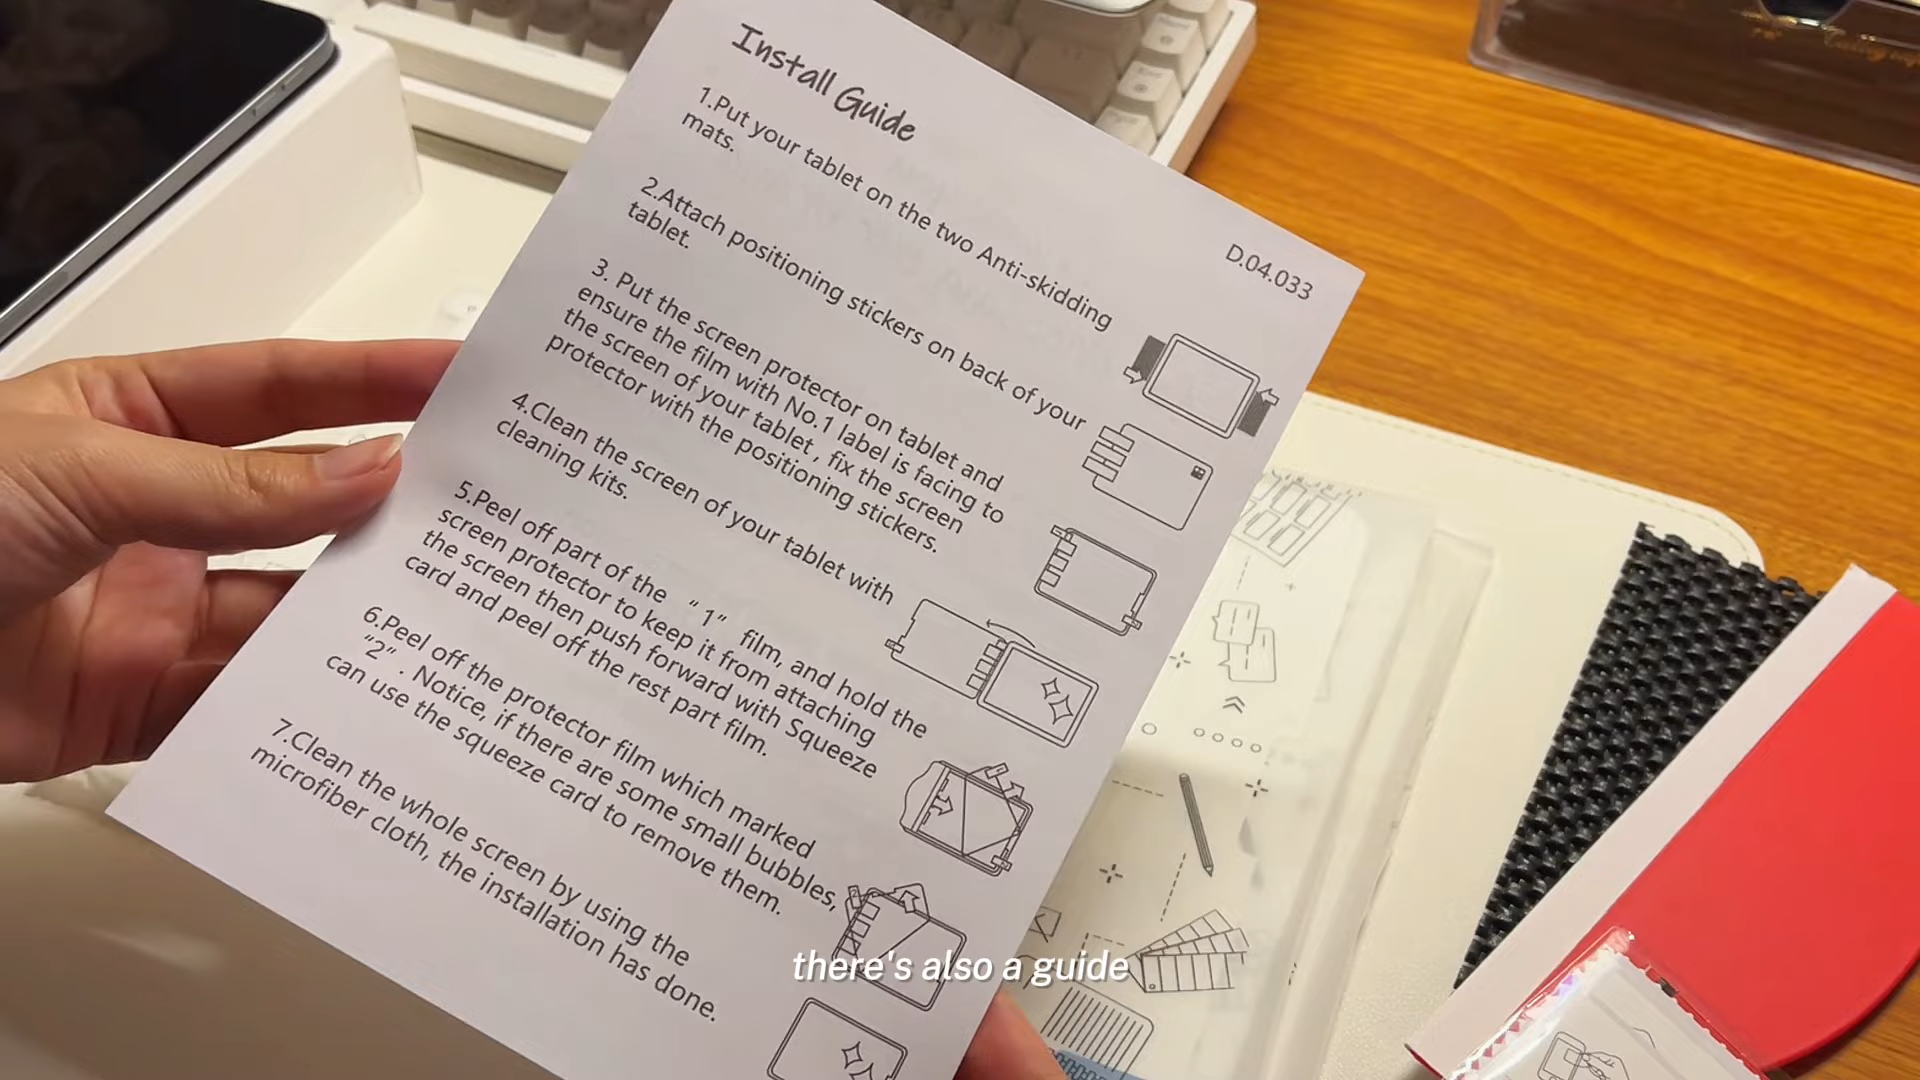 Install Guide
D.04.033
1.Put your tablet on the two Anti-skidding
mats.
2.Attach positioning stickers on back of your
tablet.
3. Put the screen protector on tablet and
ensure the film with No.1 label is facing to
the screen of your tablet , fix the screen
protector with the positioning stickers.
4.Clean the screen of your tablet with
cleaning kits.
5.Peel off part of the “ 1” film, and hold the
screen protector to keep it from attaching
the screen then push forward with Squeeze
card and peel off the rest part film.
6.Peel off the protector film which marked
“2” . Notice, if there are some small bubbles,
can use the squeeze card to remove them.
7.Clean the whole screen by using the
microfiber cloth, the installation has done.
there's also a guide